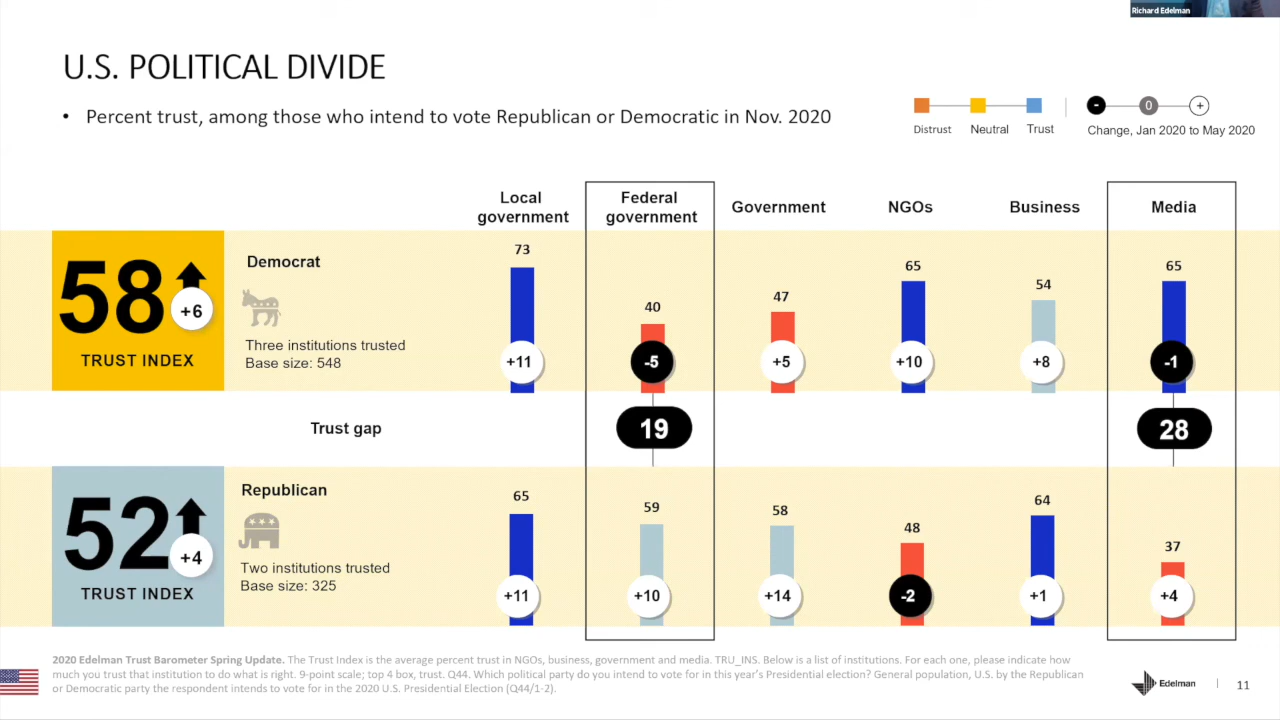 Richard Edelman
U.S. POLITICAL DIVIDE
• Percent trust, among those who intend to vote Republican or Democratic in Nov. 2020
Distrust Neutral Trust
- 0 +
Change, Jan 2020 to May 2020
Local government
Federal government
Government
NGOs
Business
Media
58 +6
TRUST INDEX
Democrat
Three institutions trusted
Base size: 548
73 40 47 65 54 65
+11 -5 +5 +10 +8 -1
Trust gap 19 28
52 +4
TRUST INDEX
Republican
Two institutions trusted
Base size: 325
65 59 58 48 64 37
+11 +10 +14 -2 +1 +4
2020 Edelman Trust Barometer Spring Update. The Trust Index is the average percent trust in NGOs, business, government and media. TRU_INS. Below is a list of institutions. For each one, please indicate how
much you trust that institution to do what is right. 9-point scale; top 4 box, trust. Q44. Which political party do you intend to vote for in this year's Presidential election? General population, U.S. by the Republican
or Democratic party the respondent intends to vote for in the 2020 U.S. Presidential Election (Q44/1-2).
Edelman 11